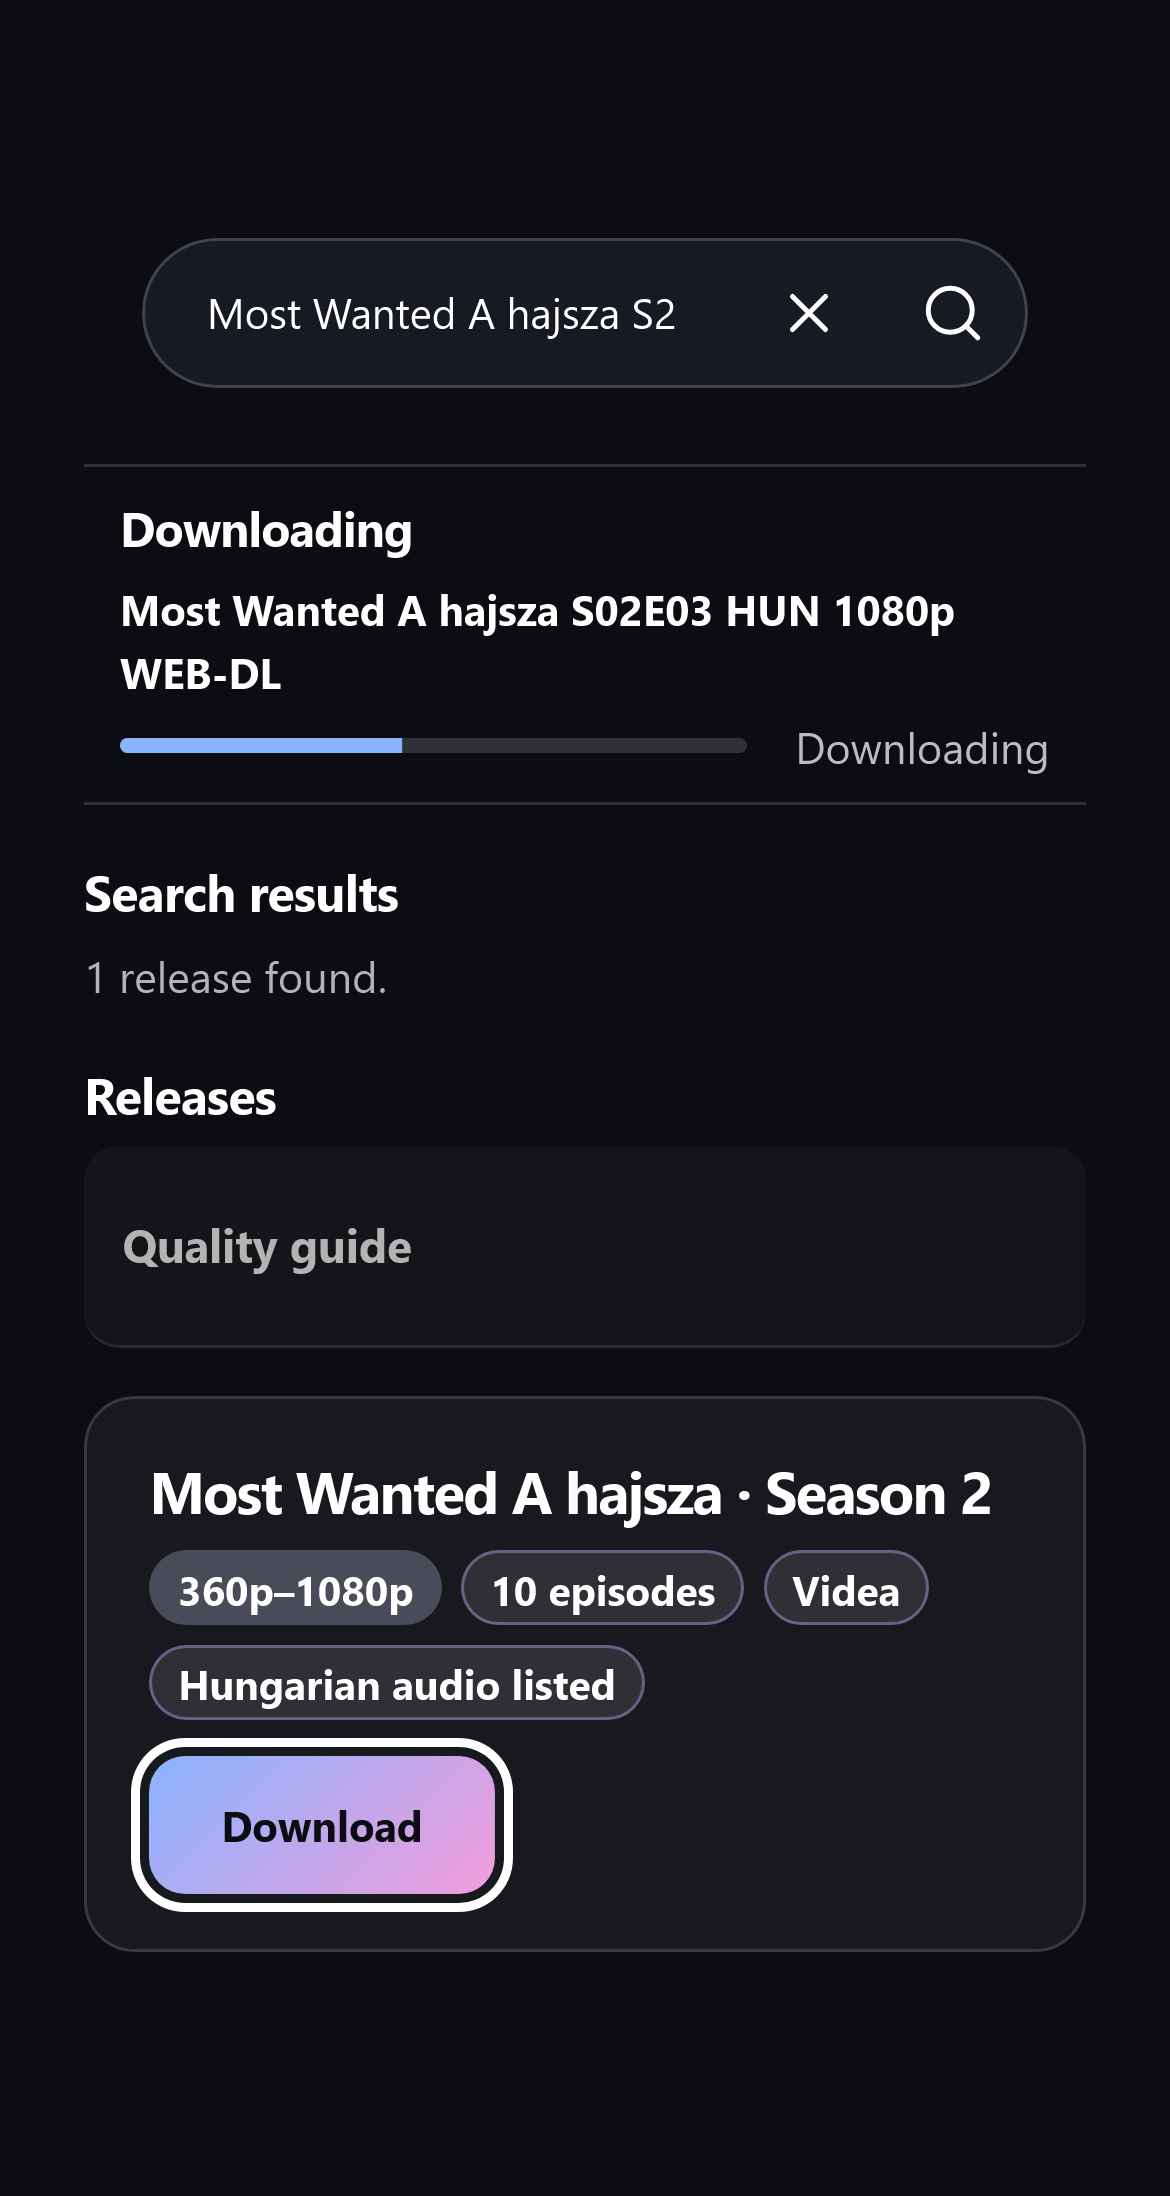 Most Wanted A hajsza S2
Downloading
Most Wanted A hajsza S02E03 HUN 1080p
WEB-DL
Downloading
Search results
1 release found.
Releases
Quality guide
Most Wanted A hajsza · Season 2
360p–1080p 10 episodes Videa
Hungarian audio listed
Download